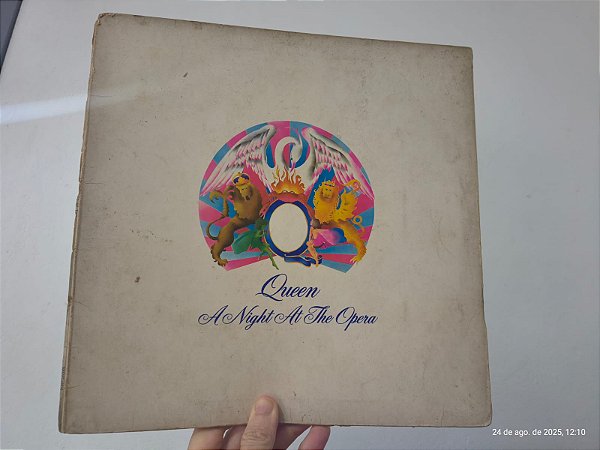 Queen
A Night At The Opera
24 de ago. de 2025, 12:10